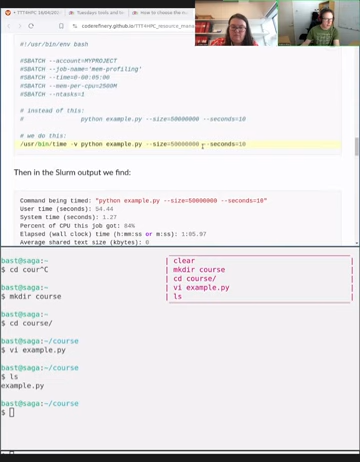 #!/usr/bin/env bash
#SBATCH --account=MYPROJECT
#SBATCH --job-name='mem-profiling'
#SBATCH --time=0-00:05:00
#SBATCH --mem-per-cpu=2500M
#SBATCH --ntasks=1
# instead of this:
# python example.py --size=50000000 --seconds=10
# we do this:
/usr/bin/time -v python example.py --size=50000000 --seconds=10
Then in the Slurm output we find:
Command being timed: "python example.py --size=50000000 --seconds=10"
User time (seconds): 54.44
System time (seconds): 1.27
Percent of CPU this job got: 84%
Elapsed (wall clock) time (h:mm:ss or m:ss): 1:05.97
Average shared text size (kbytes): 0
bast@saga:~
$ cd cour^C
bast@saga:~
$ mkdir course
bast@saga:~
$ cd course/
bast@saga:~/course
$ vi example.py
bast@saga:~/course
$ ls
example.py
bast@saga:~/course
$
| clear |
| mkdir course |
| cd course/ |
| vi example.py |
| ls |